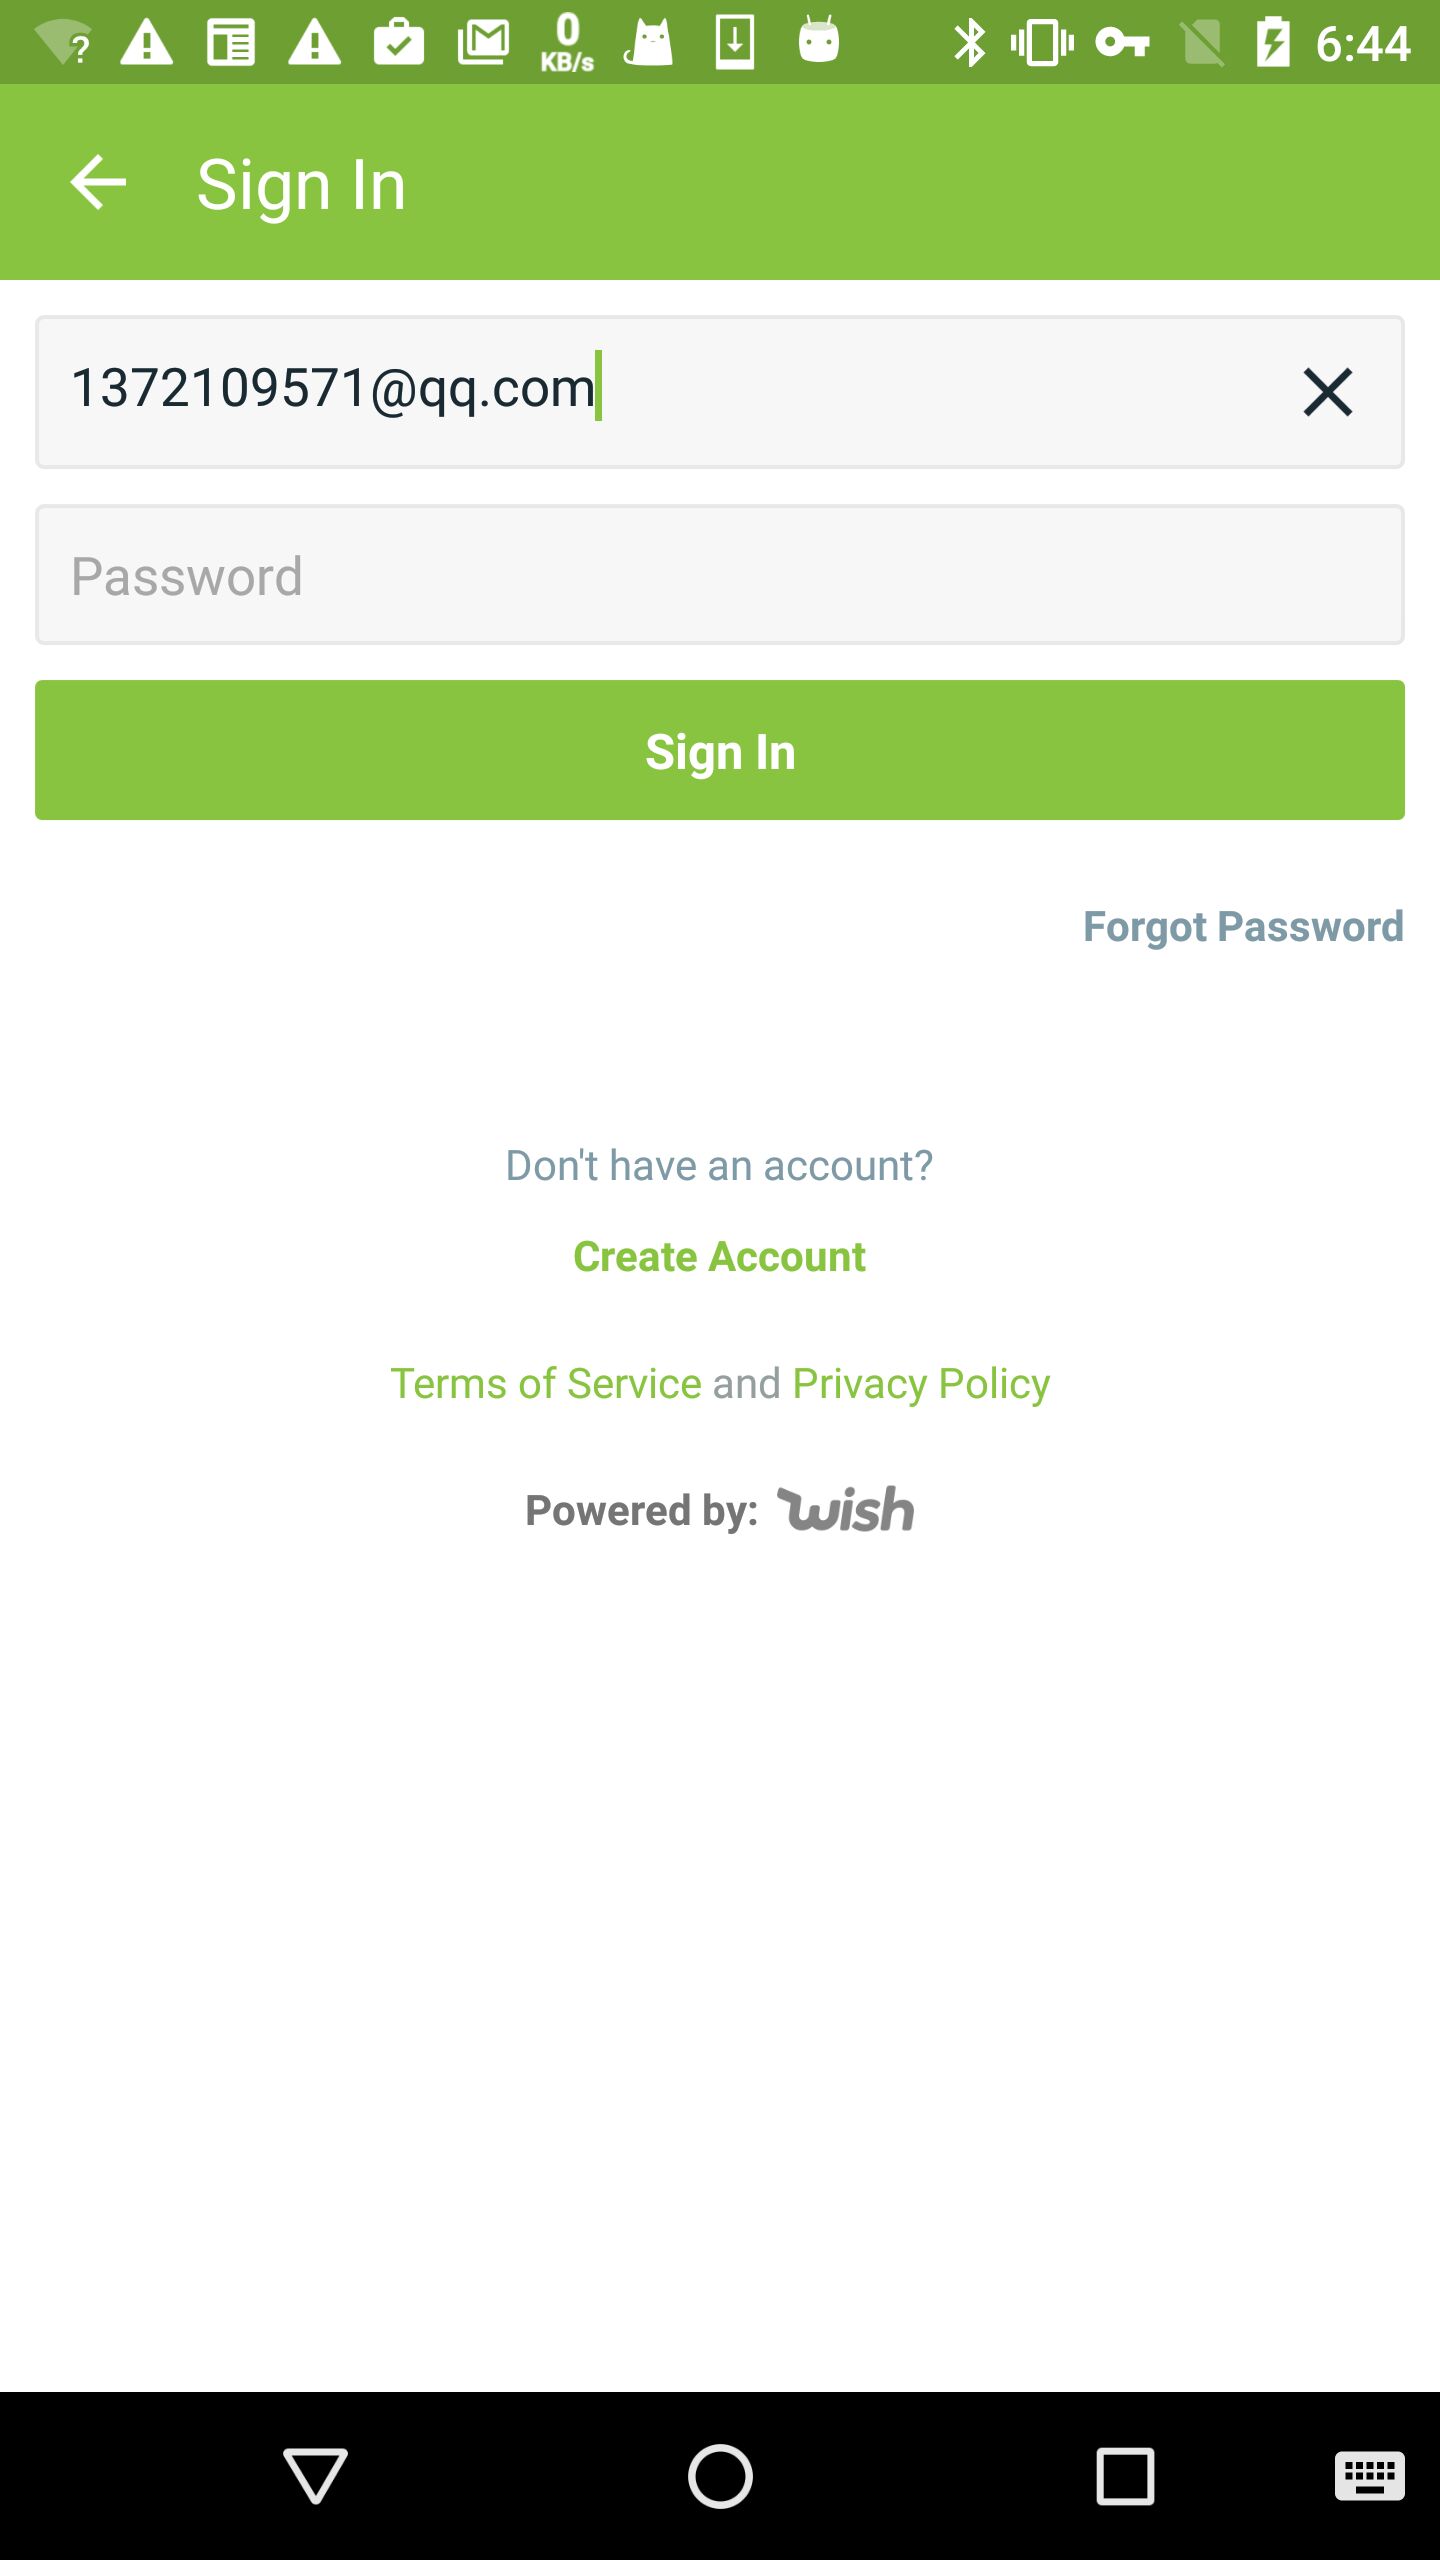 ?
0
KB/s
6:44
Sign In
1372109571@qq.com
Password
Sign In
Forgot Password
Don't have an account?
Create Account
Terms of Service and Privacy Policy
Powered by: wish